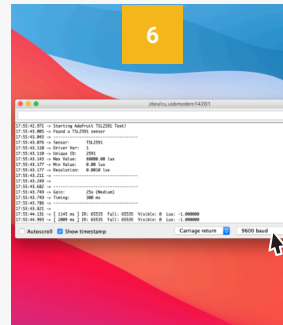 6
/dev/cu.usbmodem14201
17:55:42.971 -> Starting Adafruit TSL2591 Test!
17:55:43.005 -> Found a TSL2591 sensor
17:55:43.043 -> ------------------------------------
17:55:43.076 -> Sensor: TSL2591
17:55:43.110 -> Driver Ver: 1
17:55:43.110 -> Unique ID: 2591
17:55:43.143 -> Max Value: 88000.00 lux
17:55:43.177 -> Min Value: 0.00 lux
17:55:43.177 -> Resolution: 0.0010 lux
17:55:43.211 -> ------------------------------------
17:55:43.249 ->
17:55:43.682 -> ------------------------------------
17:55:43.749 -> Gain: 25x (Medium)
17:55:43.749 -> Timing: 300 ms
17:55:43.786 -> ------------------------------------
17:55:43.821 ->
17:55:44.131 -> [ 1145 ms ] IR: 65535 Full: 65535 Visible: 0 Lux: -1.000000
17:55:44.993 -> [ 2009 ms ] IR: 65535 Full: 65535 Visible: 0 Lux: -1.000000
Autoscroll Show timestamp Carriage return 9600 baud